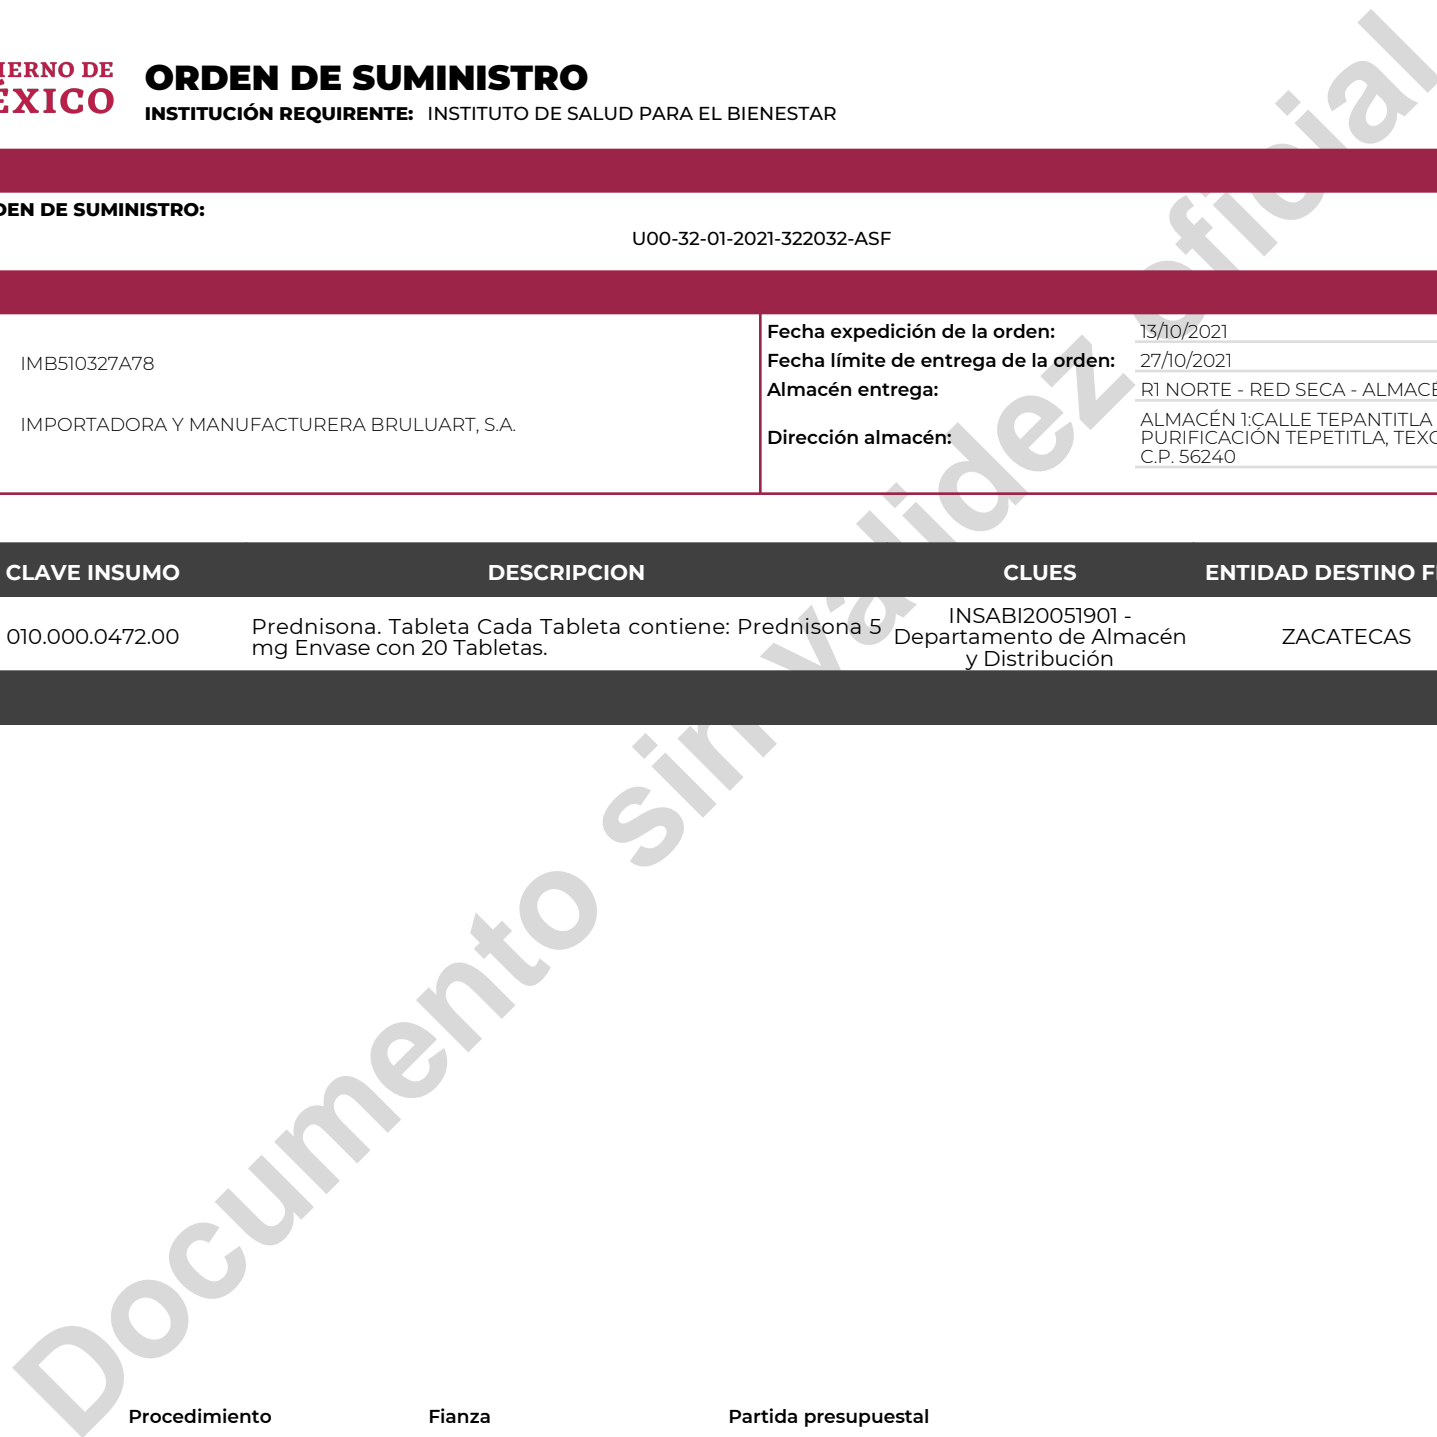 IERNO DE
ÉXICO
ORDEN DE SUMINISTRO
INSTITUCIÓN REQUIRENTE: INSTITUTO DE SALUD PARA EL BIENESTAR
DEN DE SUMINISTRO:
U00-32-01-2021-322032-ASF
IMB510327A78
IMPORTADORA Y MANUFACTURERA BRULUART, S.A.
Fecha expedición de la orden: 13/10/2021
Fecha límite de entrega de la orden: 27/10/2021
Almacén entrega: R1 NORTE - RED SECA - ALMACÉ
Dirección almacén:
ALMACÉN 1:CALLE TEPANTITLA
PURIFICACIÓN TEPETITLA, TEXC
C.P. 56240
CLAVE INSUMO DESCRIPCION CLUES ENTIDAD DESTINO F
010.000.0472.00
Prednisona. Tableta Cada Tableta contiene: Prednisona 5
mg Envase con 20 Tabletas.
INSABI20051901 -
Departamento de Almacén
y Distribución
ZACATECAS
Documento sin validez oficial
Procedimiento Fianza Partida presupuestal